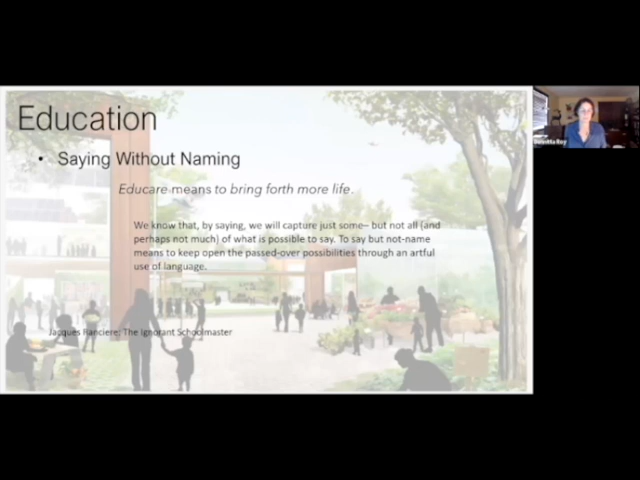 Education
• Saying Without Naming
Educare means to bring forth more life.
We know that, by saying, we will capture just some– but not all (and
perhaps not much) of what is possible to say. To say but not-name
means to keep open the passed-over possibilities through an artful
use of language.
Jacques Ranciere: The Ignorant Schoolmaster
Roy